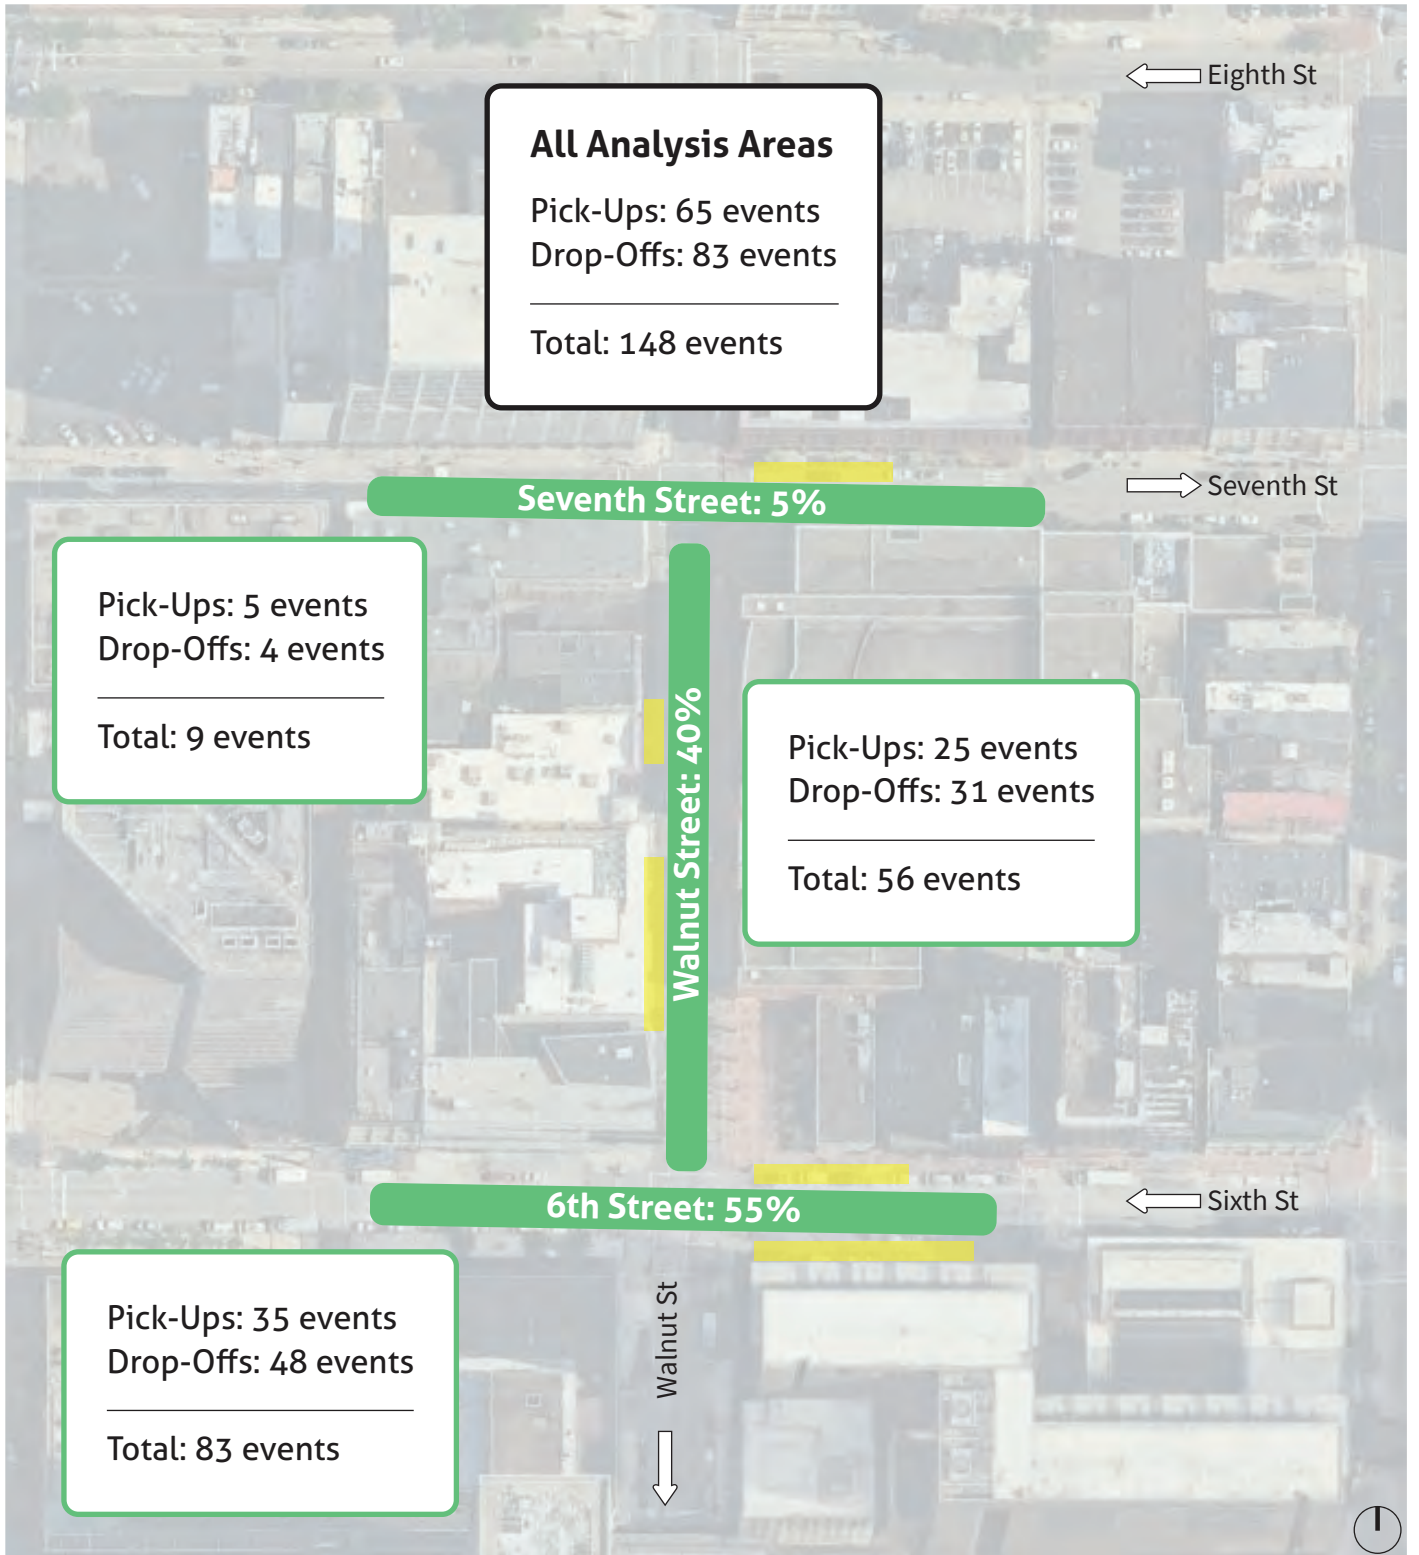 Eighth St
All Analysis Areas
Pick-Ups: 65 events
Drop-Offs: 83 events
Total: 148 events
Seventh St
Seventh Street: 5%
Pick-Ups: 5 events
Drop-Offs: 4 events
Total: 9 events
Walnut Street: 40%
Pick-Ups: 25 events
Drop-Offs: 31 events
Total: 56 events
Sixth St
6th Street: 55%
Pick-Ups: 35 events
Drop-Offs: 48 events
Total: 83 events
Walnut St